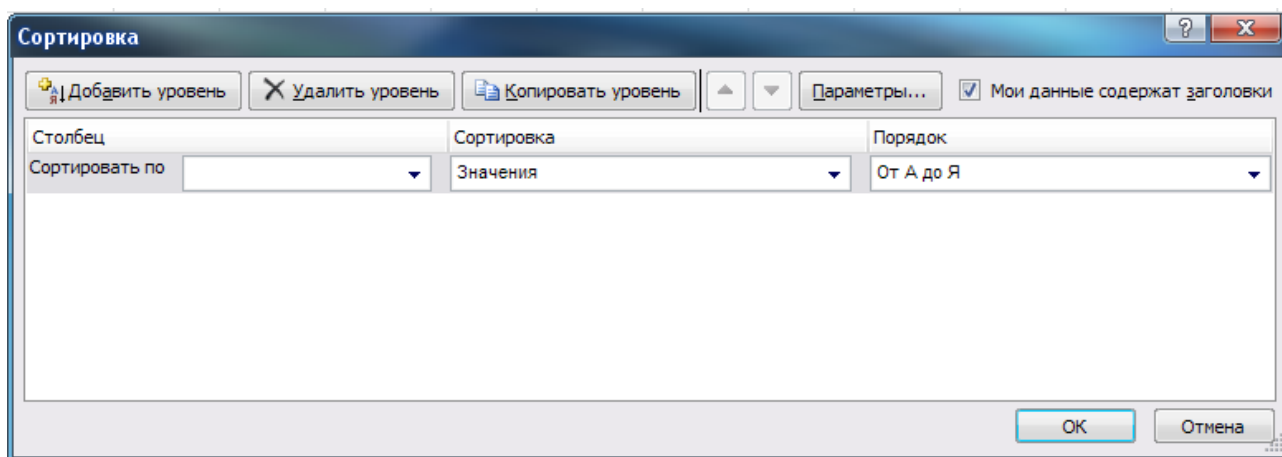 Сортировка
Добавить уровень Удалить уровень Копировать уровень Параметры... Мои данные содержат заголовки
Столбец Сортировка Порядок
Сортировать по Значения От А до Я
ОК Отмена